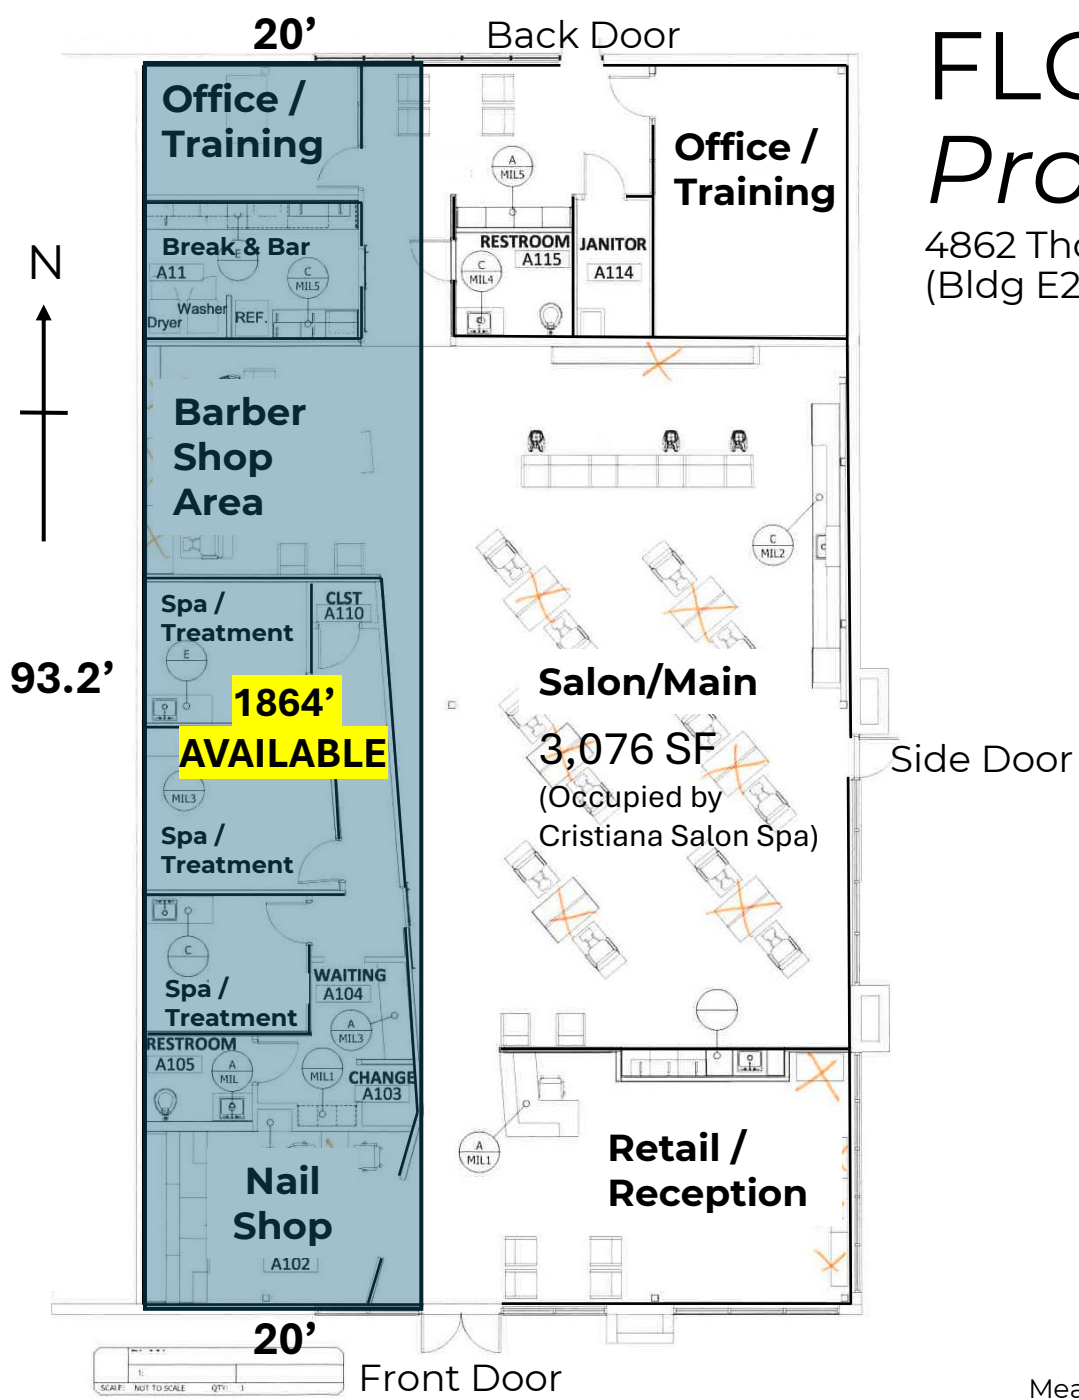 20’
Back Door
FLO
Pro
4862 Tho
(Bldg E2
Office /
Training
A
MIL5
Office /
Training
N
Break & Bar
E
A11
C
MIL5
Washer
Dryer
REF.
RESTROOM
A115
C
MIL4
JANITOR
A114
Barber
Shop
Area
C
MIL2
Spa /
Treatment
CLST
A110
E
93.2’
1864’
AVAILABLE
Salon/Main
3,076 SF
(Occupied by
Cristiana Salon Spa)
Side Door
MIL3
Spa /
Treatment
C
Spa /
Treatment
WAITING
A104
A
MIL3
RESTROOM
A105
A
MIL
MIL1
CHANGE
A103
A
MIL1
Retail /
Reception
Nail
Shop
A102
20’
Front Door
1:
SCALE: NOT TO SCALE QTY: 1
Mea